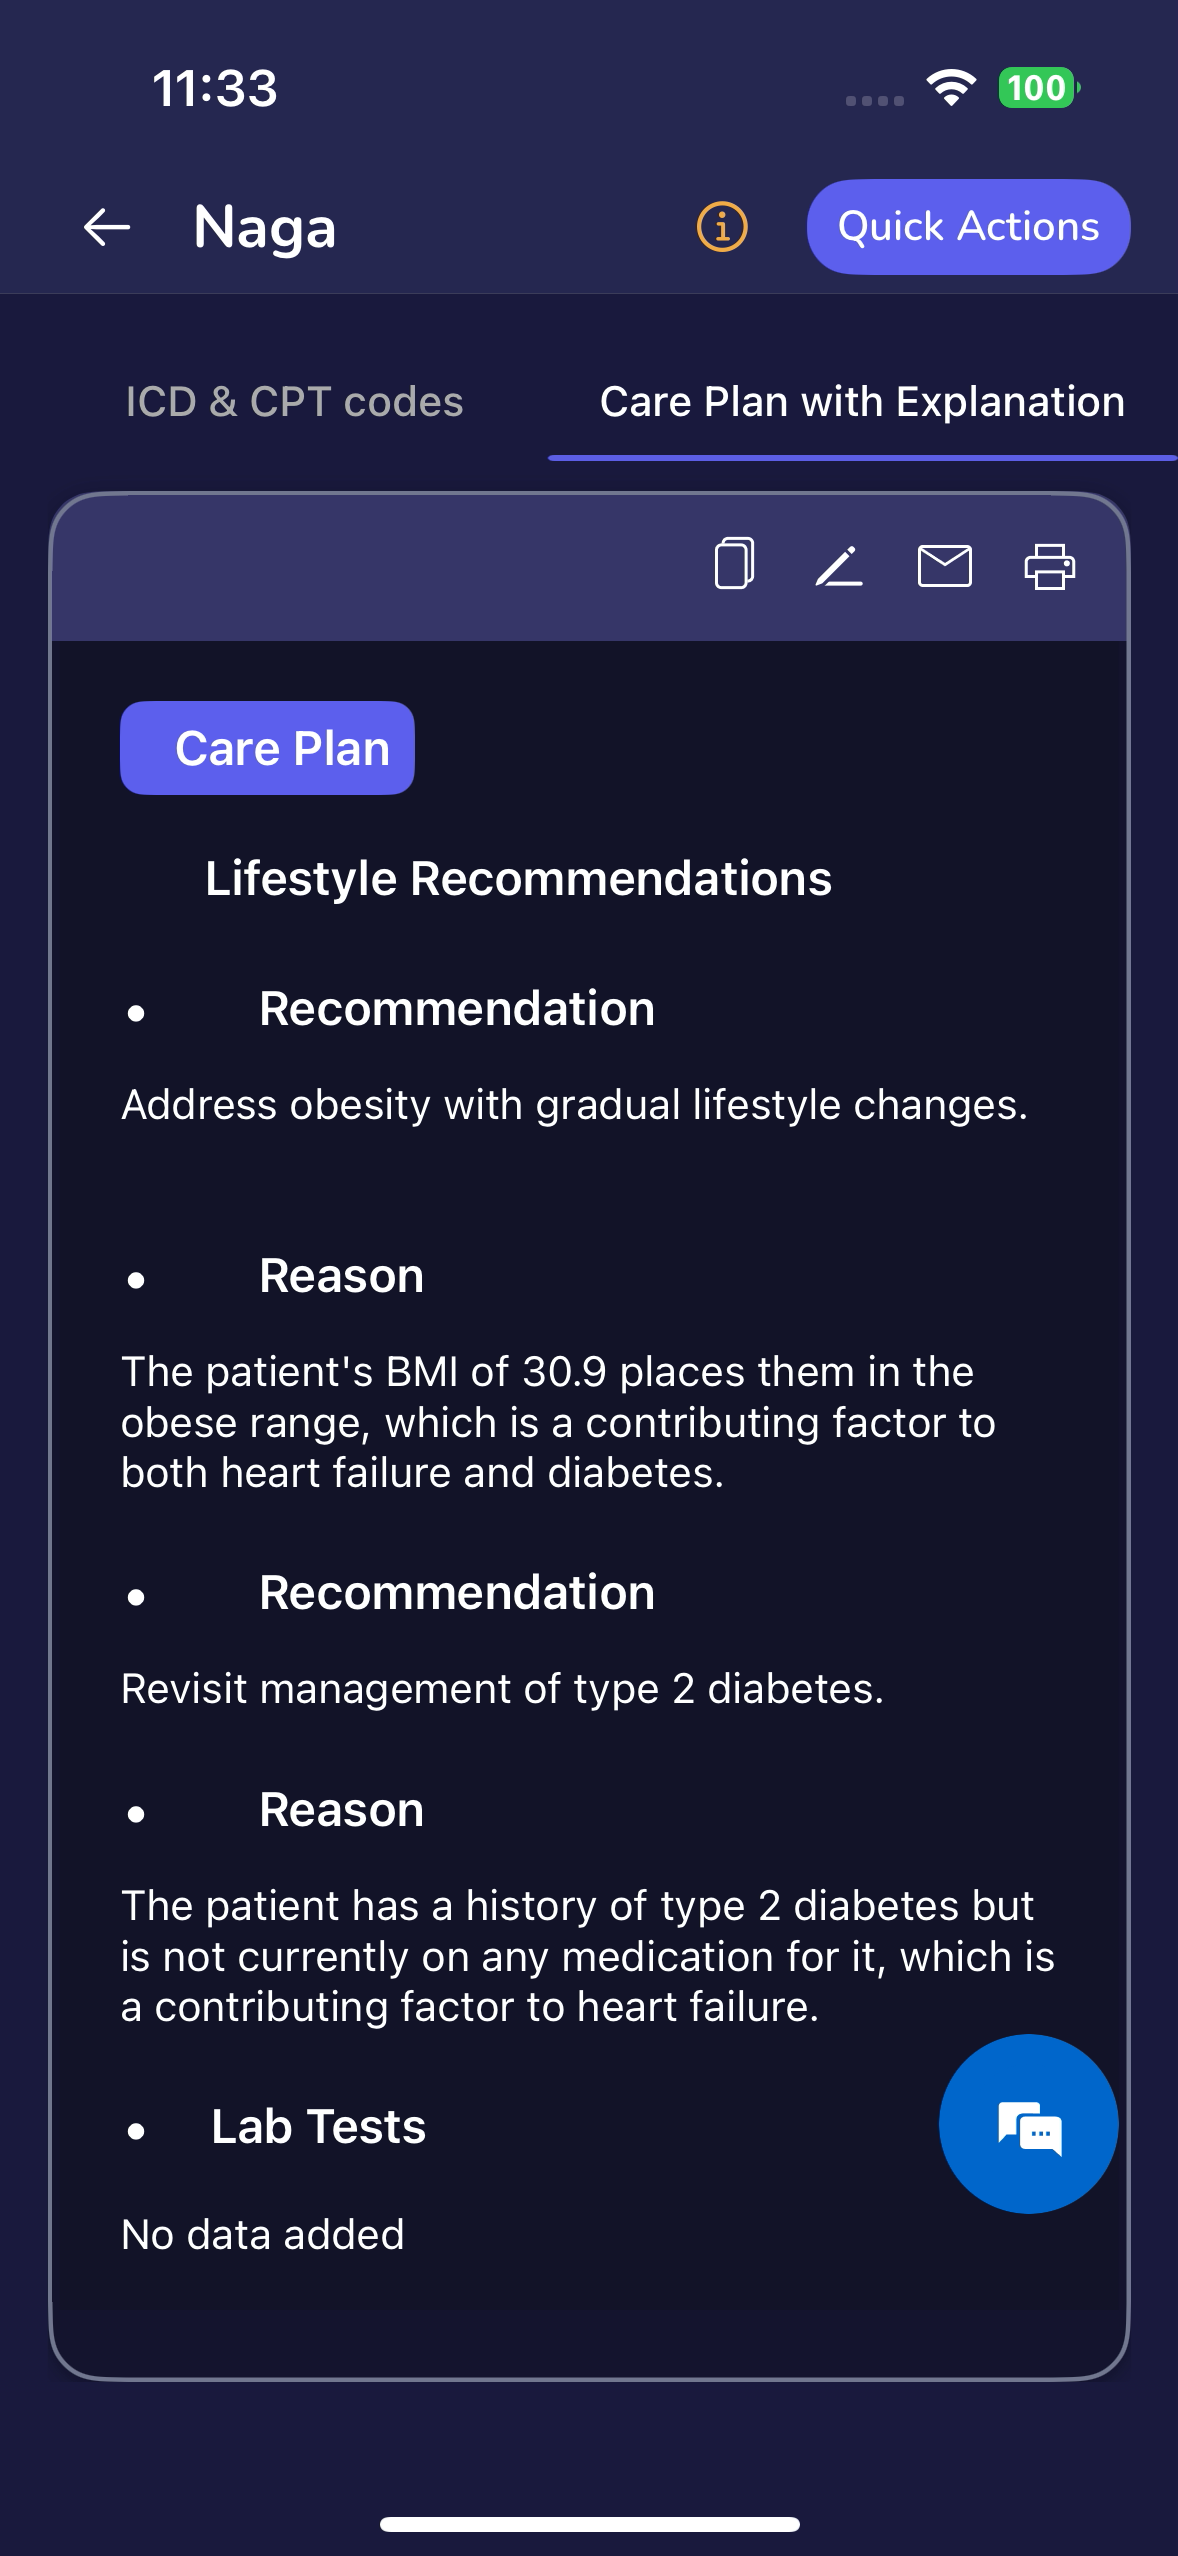 11:33
100
Naga
Quick Actions
ICD & CPT codes
Care Plan with Explanation
Care Plan
Lifestyle Recommendations
• Recommendation
Address obesity with gradual lifestyle changes.
• Reason
The patient's BMI of 30.9 places them in the
obese range, which is a contributing factor to
both heart failure and diabetes.
• Recommendation
Revisit management of type 2 diabetes.
• Reason
The patient has a history of type 2 diabetes but
is not currently on any medication for it, which is
a contributing factor to heart failure.
• Lab Tests
No data added